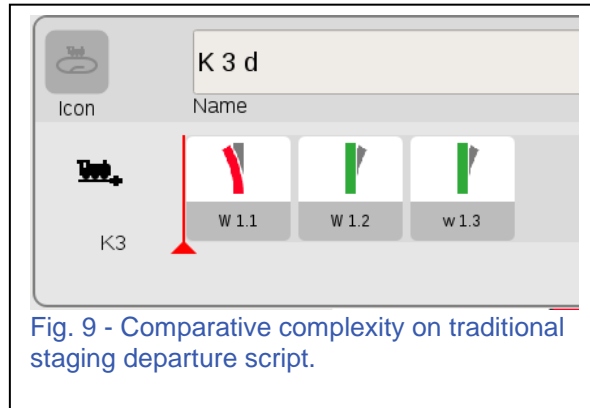 K 3 d
Icon
Name
W 1.1
W 1.2
w 1.3
K3
Fig. 9 - Comparative complexity on traditional
staging departure script.